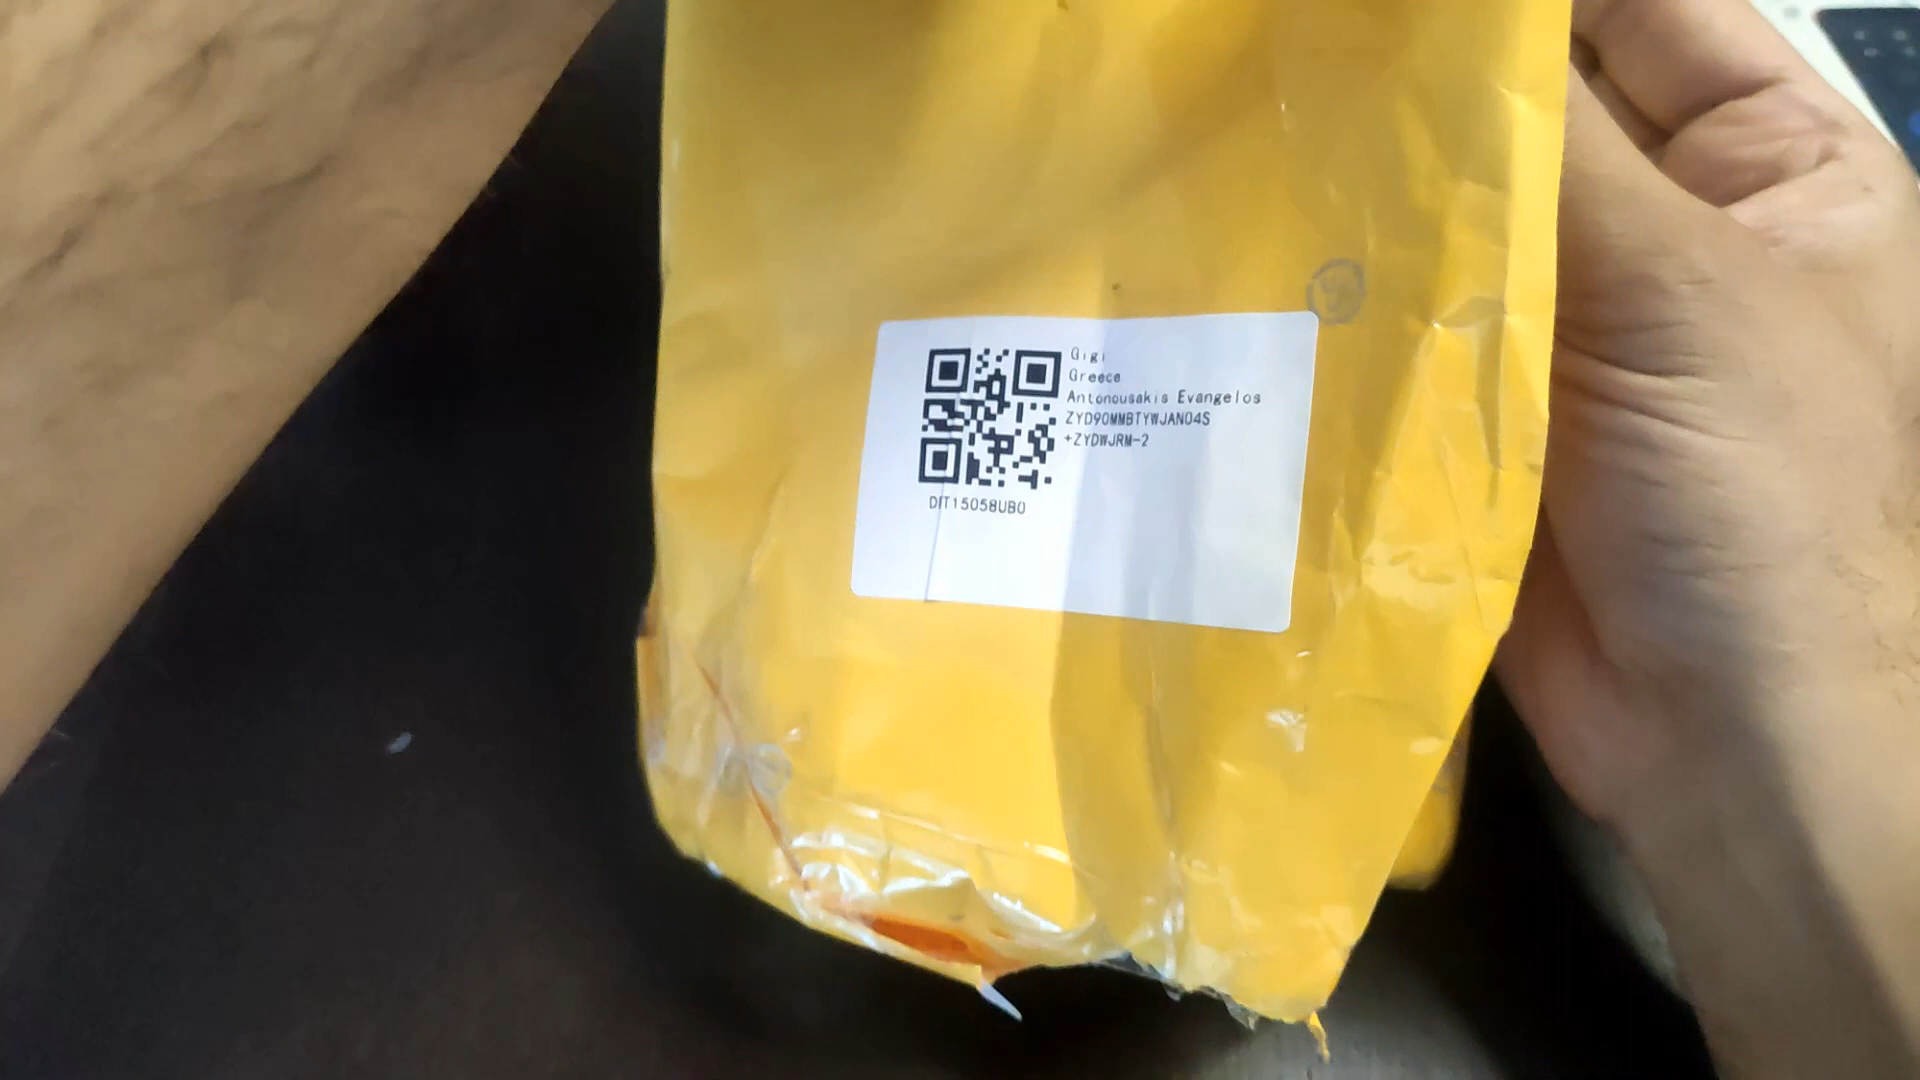 Gigi
Greece
Antonousakis Evangelos
ZYD90MMBTYWJAN04S
+ZYDWJRM-2
DIT15058UB0